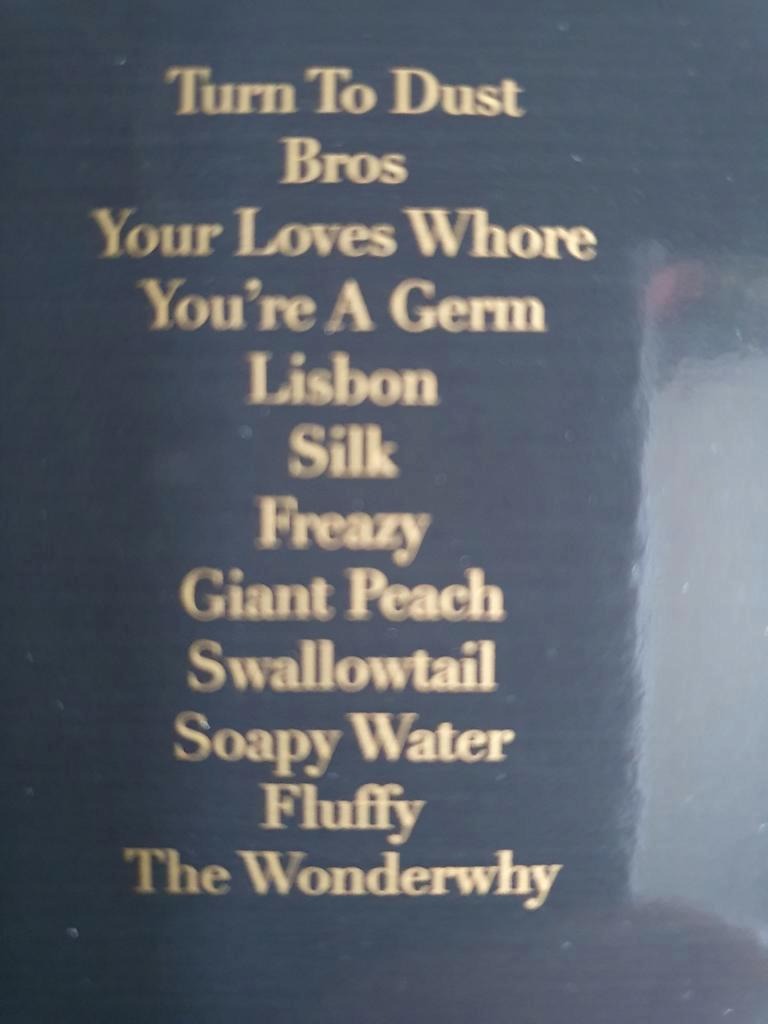 Turn To Dust
Bros
Your Loves Whore
You're A Germ
Lisbon
Silk
Freazy
Giant Peach
Swallowtail
Soapy Water
Fluffy
The Wonderwhy